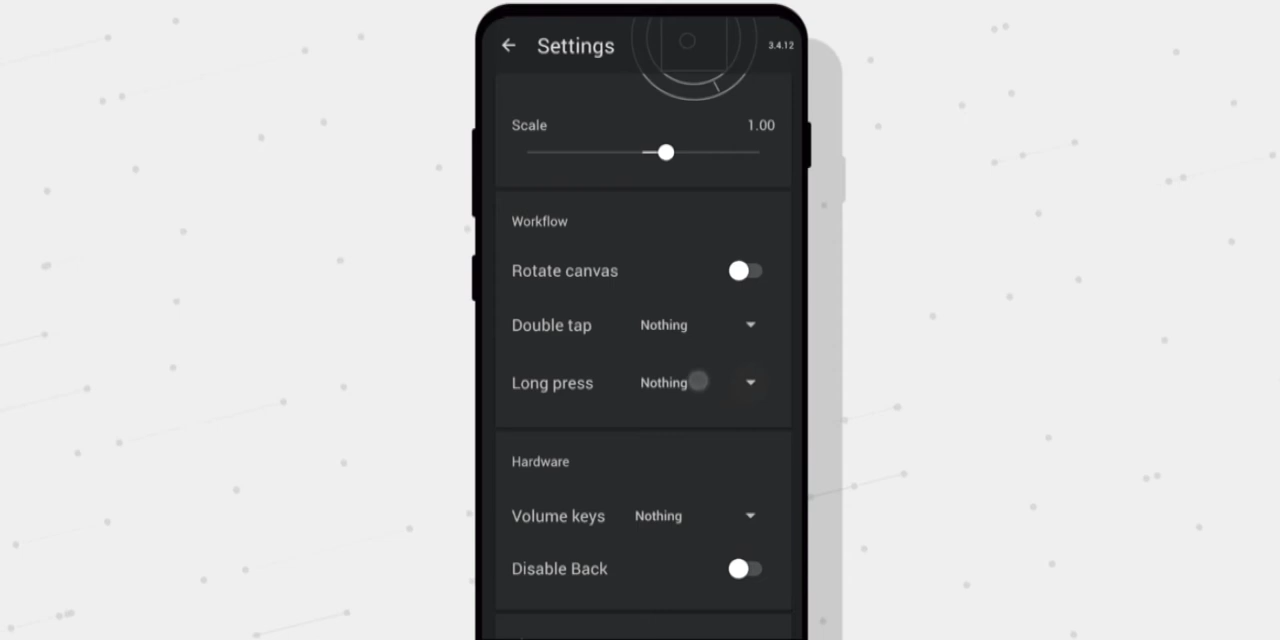 Settings
3.4.12
Scale 1.00
Workflow
Rotate canvas
Double tap Nothing
Long press Nothing
Hardware
Volume keys Nothing
Disable Back